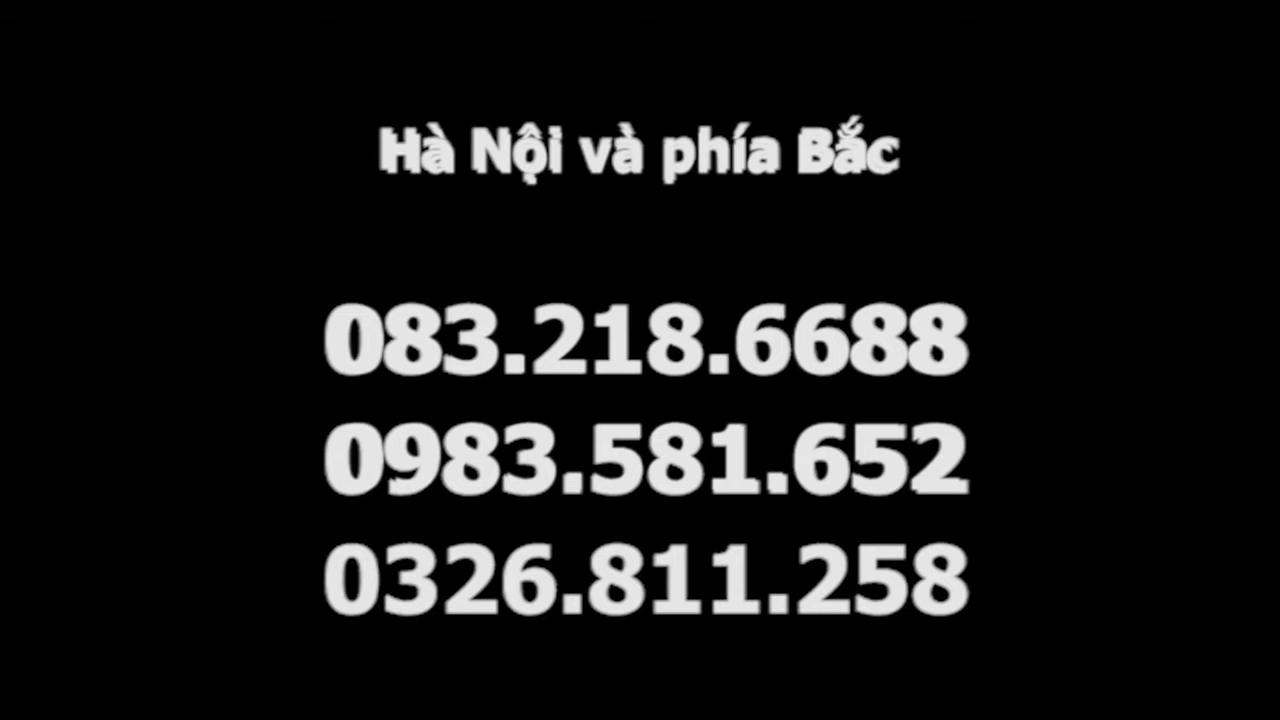 Hà Nội và phía Bắc
083.218.6688
0983.581.652
0326.811.258